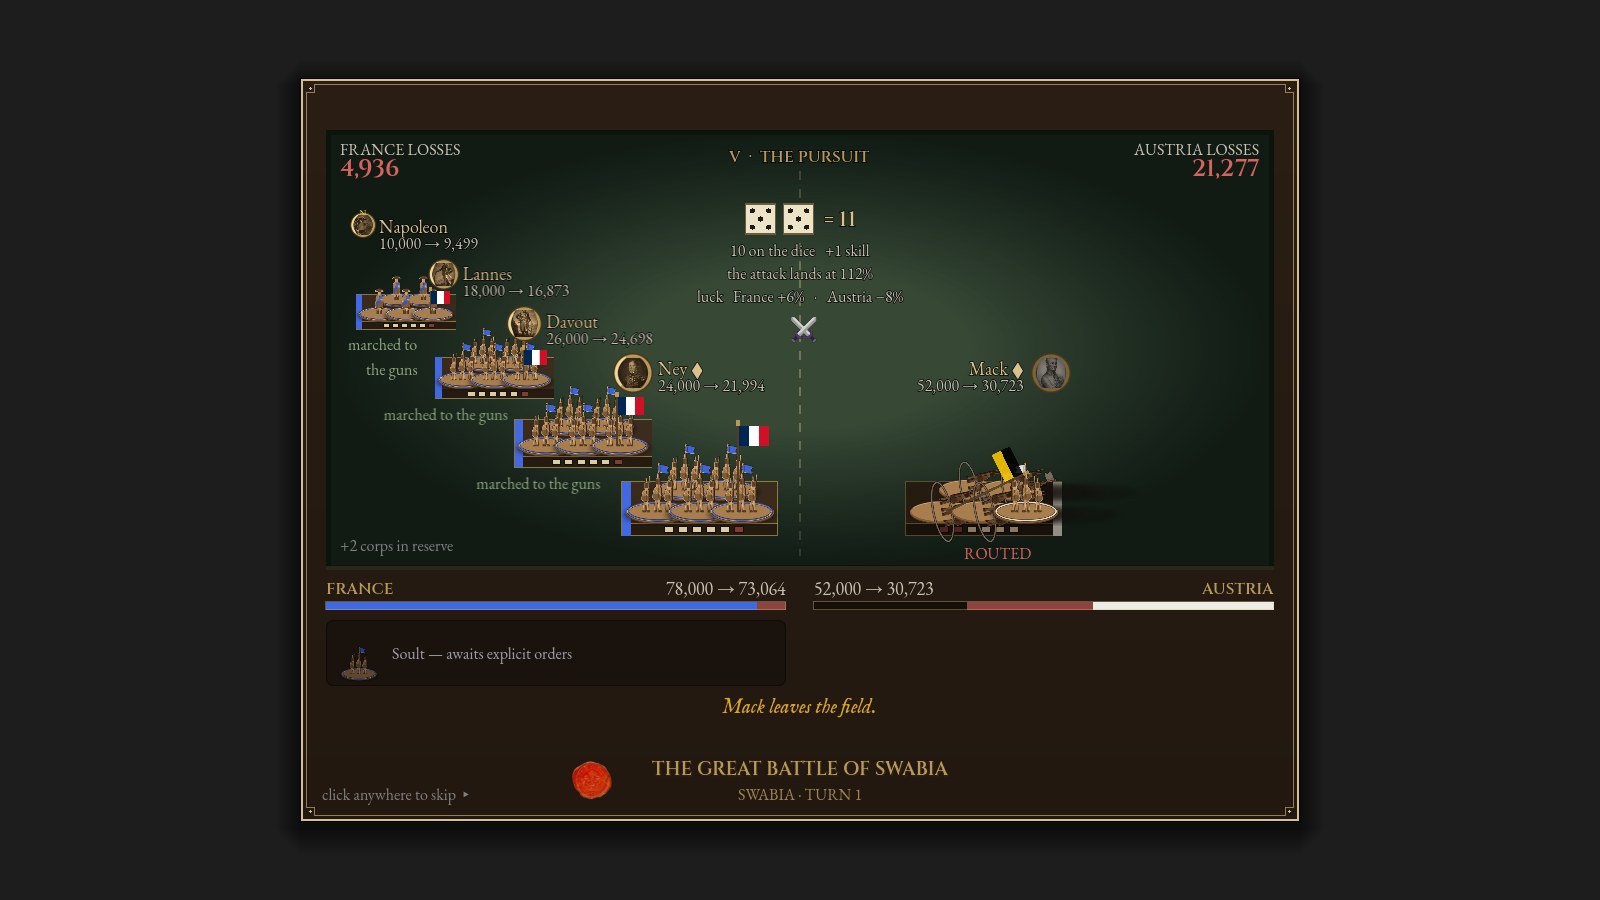 FRANCE LOSSES
4,936
V · THE PURSUIT
AUSTRIA LOSSES
21,277
= 11
10 on the dice +1 skill
the attack lands at 112%
luck France +6% · Austria −8%
Napoleon
10,000 → 9,499
Lannes
18,000 → 16,873
marched to
the guns
Davout
26,000 → 24,698
marched to the guns
Ney
24,000 → 21,994
marched to the guns
Mack
52,000 → 30,723
ROUTED
+2 corps in reserve
FRANCE
78,000 → 73,064
52,000 → 30,723
AUSTRIA
Soult — awaits explicit orders
Mack leaves the field.
THE GREAT BATTLE OF SWABIA
SWABIA · TURN 1
click anywhere to skip ▸